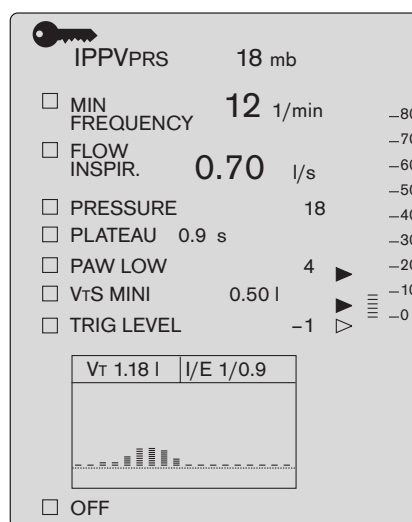 IPPVPRS 18 mb
MIN
FREQUENCY 12 1/min
FLOW
INSPIR. 0.70 l/s
PRESSURE 18
PLATEAU 0.9 s
PAW LOW 4
VTS MINI 0.50 l
TRIG LEVEL –1
–80
–70
–60
–50
–40
–30
–20
–10
–0
VT 1.18 l I/E 1/0.9
OFF